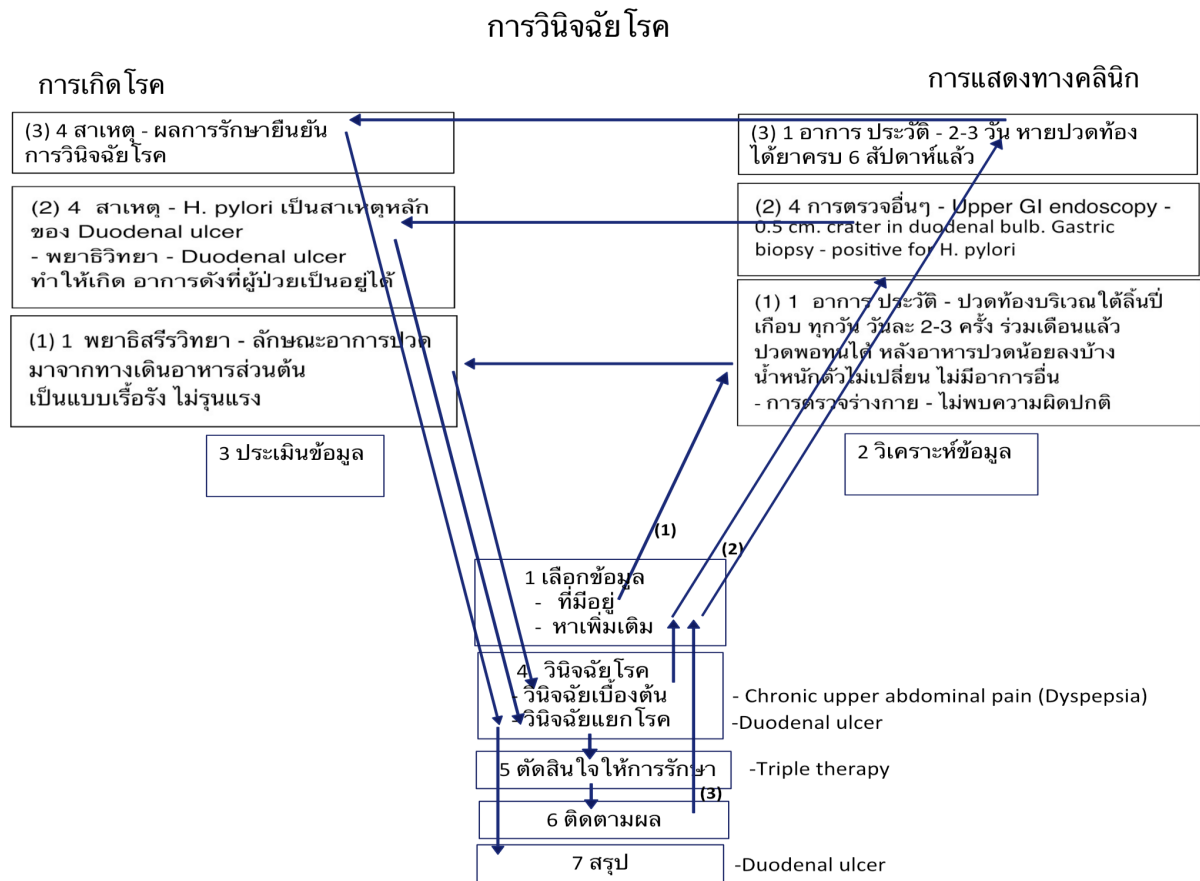 การวินิจฉัยโรค
การเกิดโรค
การแสดงทางคลินิก
(3) 4 สาเหตุ - ผลการรักษายืนยัน
การวินิจฉัยโรค
(3) 1 อาการ ประวัติ - 2-3 วัน หายปวดท้อง
ได้ยาครบ 6 สัปดาห์แล้ว
(2) 4 สาเหตุ - H. pylori เป็นสาเหตุหลัก
ของ Duodenal ulcer
- พยาธิวิทยา - Duodenal ulcer
ทำให้เกิด อาการดังที่ผู้ป่วยเป็นอยู่ได้
(2) 4 การตรวจอื่นๆ - Upper GI endoscopy -
0.5 cm. crater in duodenal bulb. Gastric
biopsy - positive for H. pylori
(1) 1 พยาธิสรีรวิทยา - ลักษณะอาการปวด
มาจากทางเดินอาหารส่วนต้น
เป็นแบบเรื้อรัง ไม่รุนแรง
(1) 1 อาการ ประวัติ - ปวดท้องบริเวณใต้ลิ้นปี่
เกือบ ทุกวัน วันละ 2-3 ครั้ง ร่วมเดือนแล้ว
ปวดพอทนได้ หลังอาหารปวดน้อยลงบ้าง
น้ำหนักตัวไม่เปลี่ยน ไม่มีอาการอื่น
- การตรวจร่างกาย - ไม่พบความผิดปกติ
3 ประเมินข้อมูล
2 วิเคราะห์ข้อมูล
(1)
(2)
1 เลือกข้อมูล
- ที่มีอยู่
- หาเพิ่มเติม
4 วินิจฉัยโรค
- วินิจฉัยเบื้องต้น
- วินิจฉัยแยกโรค
- Chronic upper abdominal pain (Dyspepsia)
-Duodenal ulcer
5 ตัดสินใจให้การรักษา
-Triple therapy
(3)
6 ติดตามผล
7 สรุป
-Duodenal ulcer